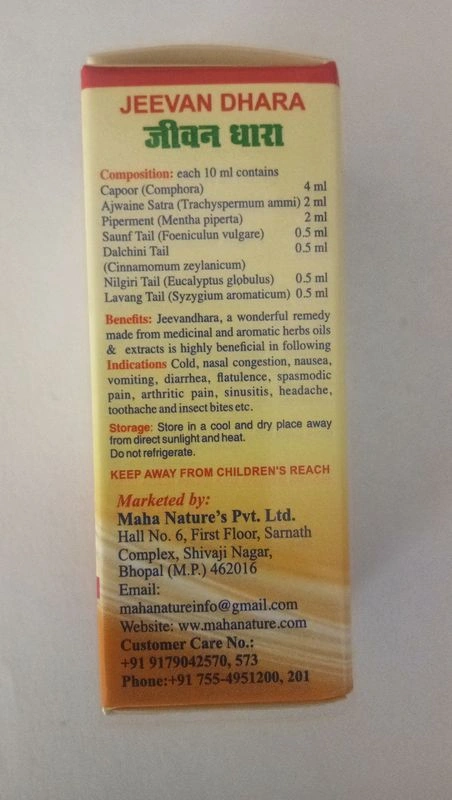 JEEVAN DHARA
जीवन धारा
Composition: each 10 ml contains
Capoor (Comphora) 4 ml
Ajwaine Satra (Trachyspermum ammi) 2 ml
Piperment (Mentha piperta) 2 ml
Saunf Tail (Foeniculun vulgare) 0.5 ml
Dalchini Tail 0.5 ml
(Cinnamomum zeylanicum)
Nilgiri Tail (Eucalyptus globulus) 0.5 ml
Lavang Tail (Syzygium aromaticum) 0.5 ml
Benefits: Jeevandhara, a wonderful remedy
made from medicinal and aromatic herbs oils
& extracts is highly beneficial in following
Indications Cold, nasal congestion, nausea,
vomiting, diarrhea, flatulence, spasmodic
pain, arthritic pain, sinusitis, headache,
toothache and insect bites etc.
Storage: Store in a cool and dry place away
from direct sunlight and heat.
Do not refrigerate.
KEEP AWAY FROM CHILDREN'S REACH
Marketed by:
Maha Nature's Pvt. Ltd.
Hall No. 6, First Floor, Sarnath
Complex, Shivaji Nagar,
Bhopal (M.P.) 462016
Email:
mahanatureinfo@gmail.com
Website: ww.mahanature.com
Customer Care No.:
+91 9179042570, 573
Phone:+91 755-4951200, 201